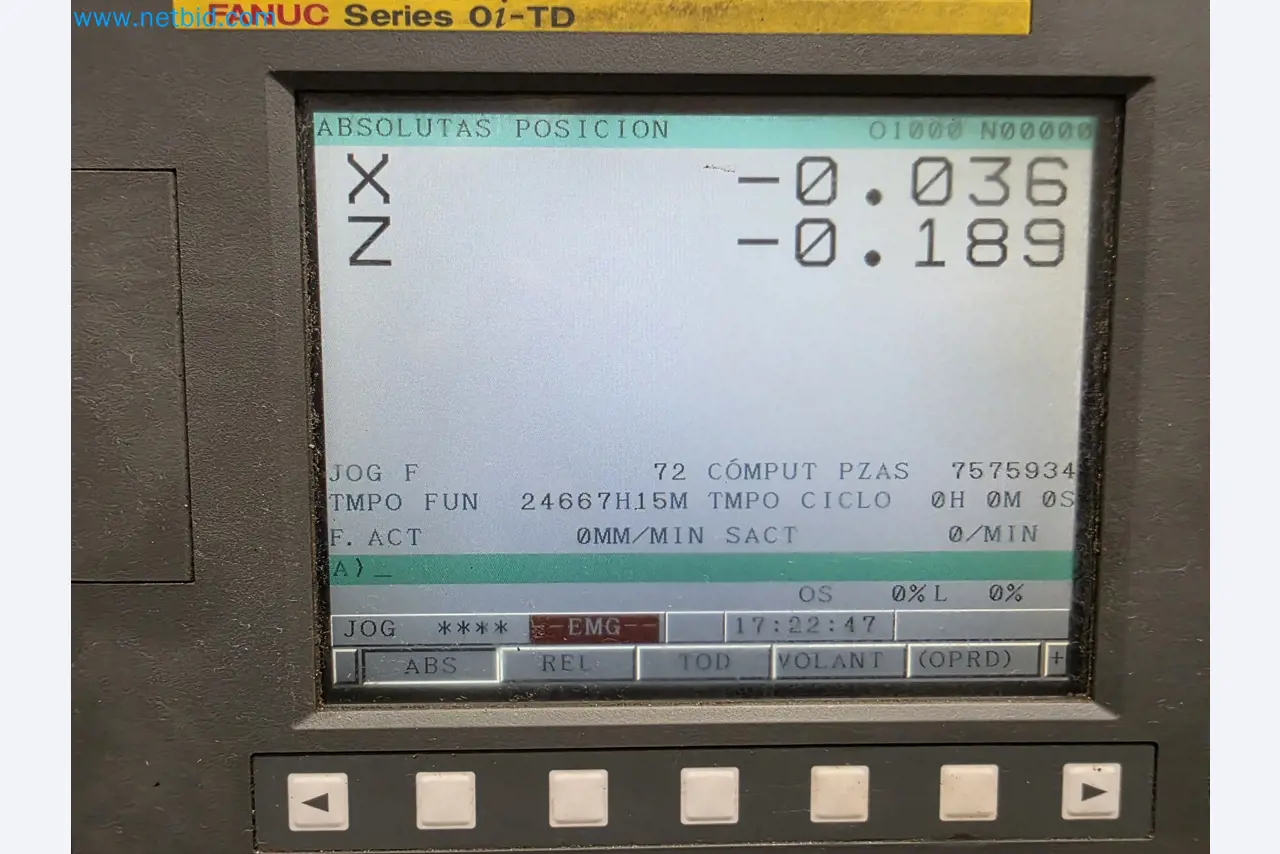 www.netbid.com
FANUC Series 0i-TD
ABSOLUTAS POSICION O1000 N00000
X -0.036
Z -0.189
JOG F 72 CÓMPUT PZAS 7575934
TMPO FUN 24667H15M TMPO CICLO 0H 0M 0S
F. ACT 0MM/MIN SACT 0/MIN
A)_
OS 0% L 0%
JOG **** --EMG-- 17:22:47
ABS REL TOD VOLANT (OPRD) +